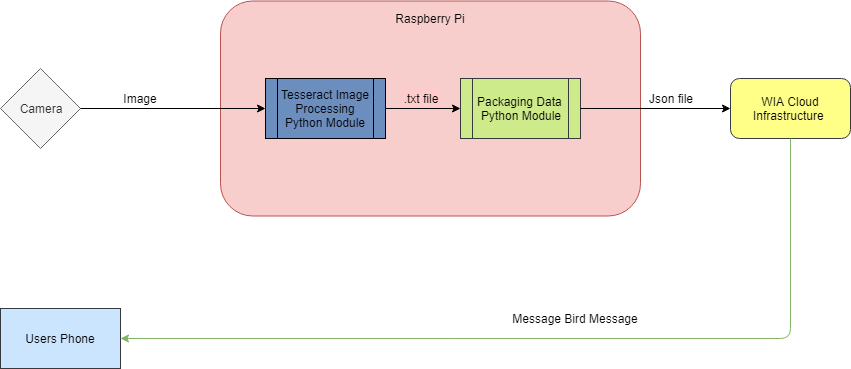 Raspberry Pi
Camera
Image
Tesseract Image
Processing
Python Module
.txt file
Packaging Data
Python Module
Json file
WIA Cloud
Infrastructure
Message Bird Message
Users Phone